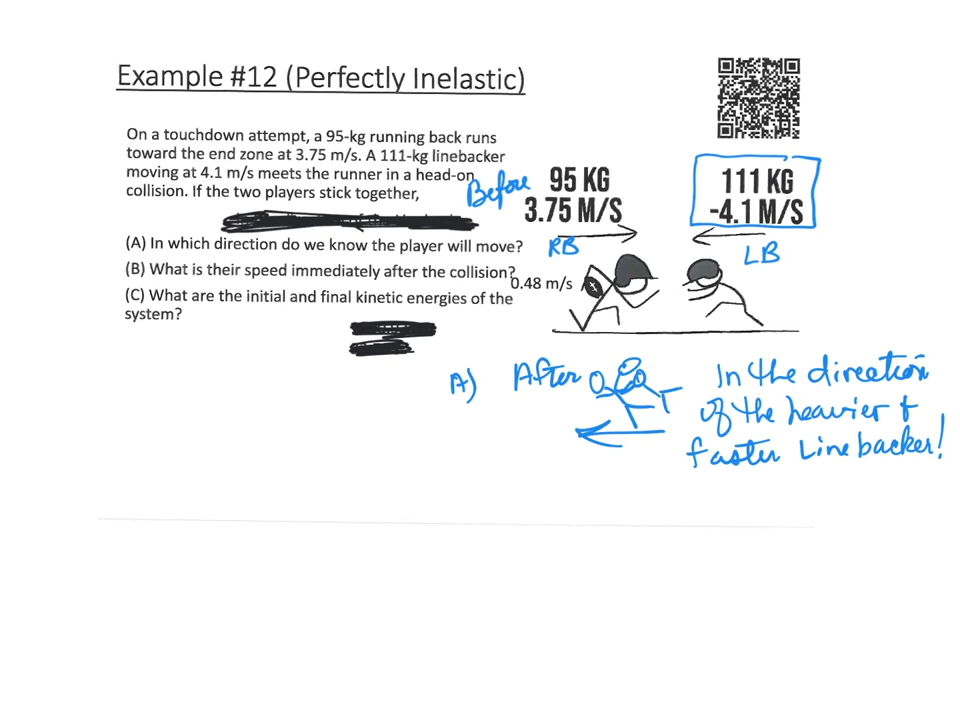 Example #12 (Perfectly Inelastic)
On a touchdown attempt, a 95-kg running back runs
toward the end zone at 3.75 m/s. A 111-kg linebacker
moving at 4.1 m/s meets the runner in a head-on
collision. If the two players stick together,
(A) In which direction do we know the player will move?
(B) What is their speed immediately after the collision?
0.48 m/s
(C) What are the initial and final kinetic energies of the
system?
Before
95 KG
3.75 M/S
RB
111 KG
-4.1 M/S
LB
A) After
In the direction
of the heavier +
faster Linebacker!